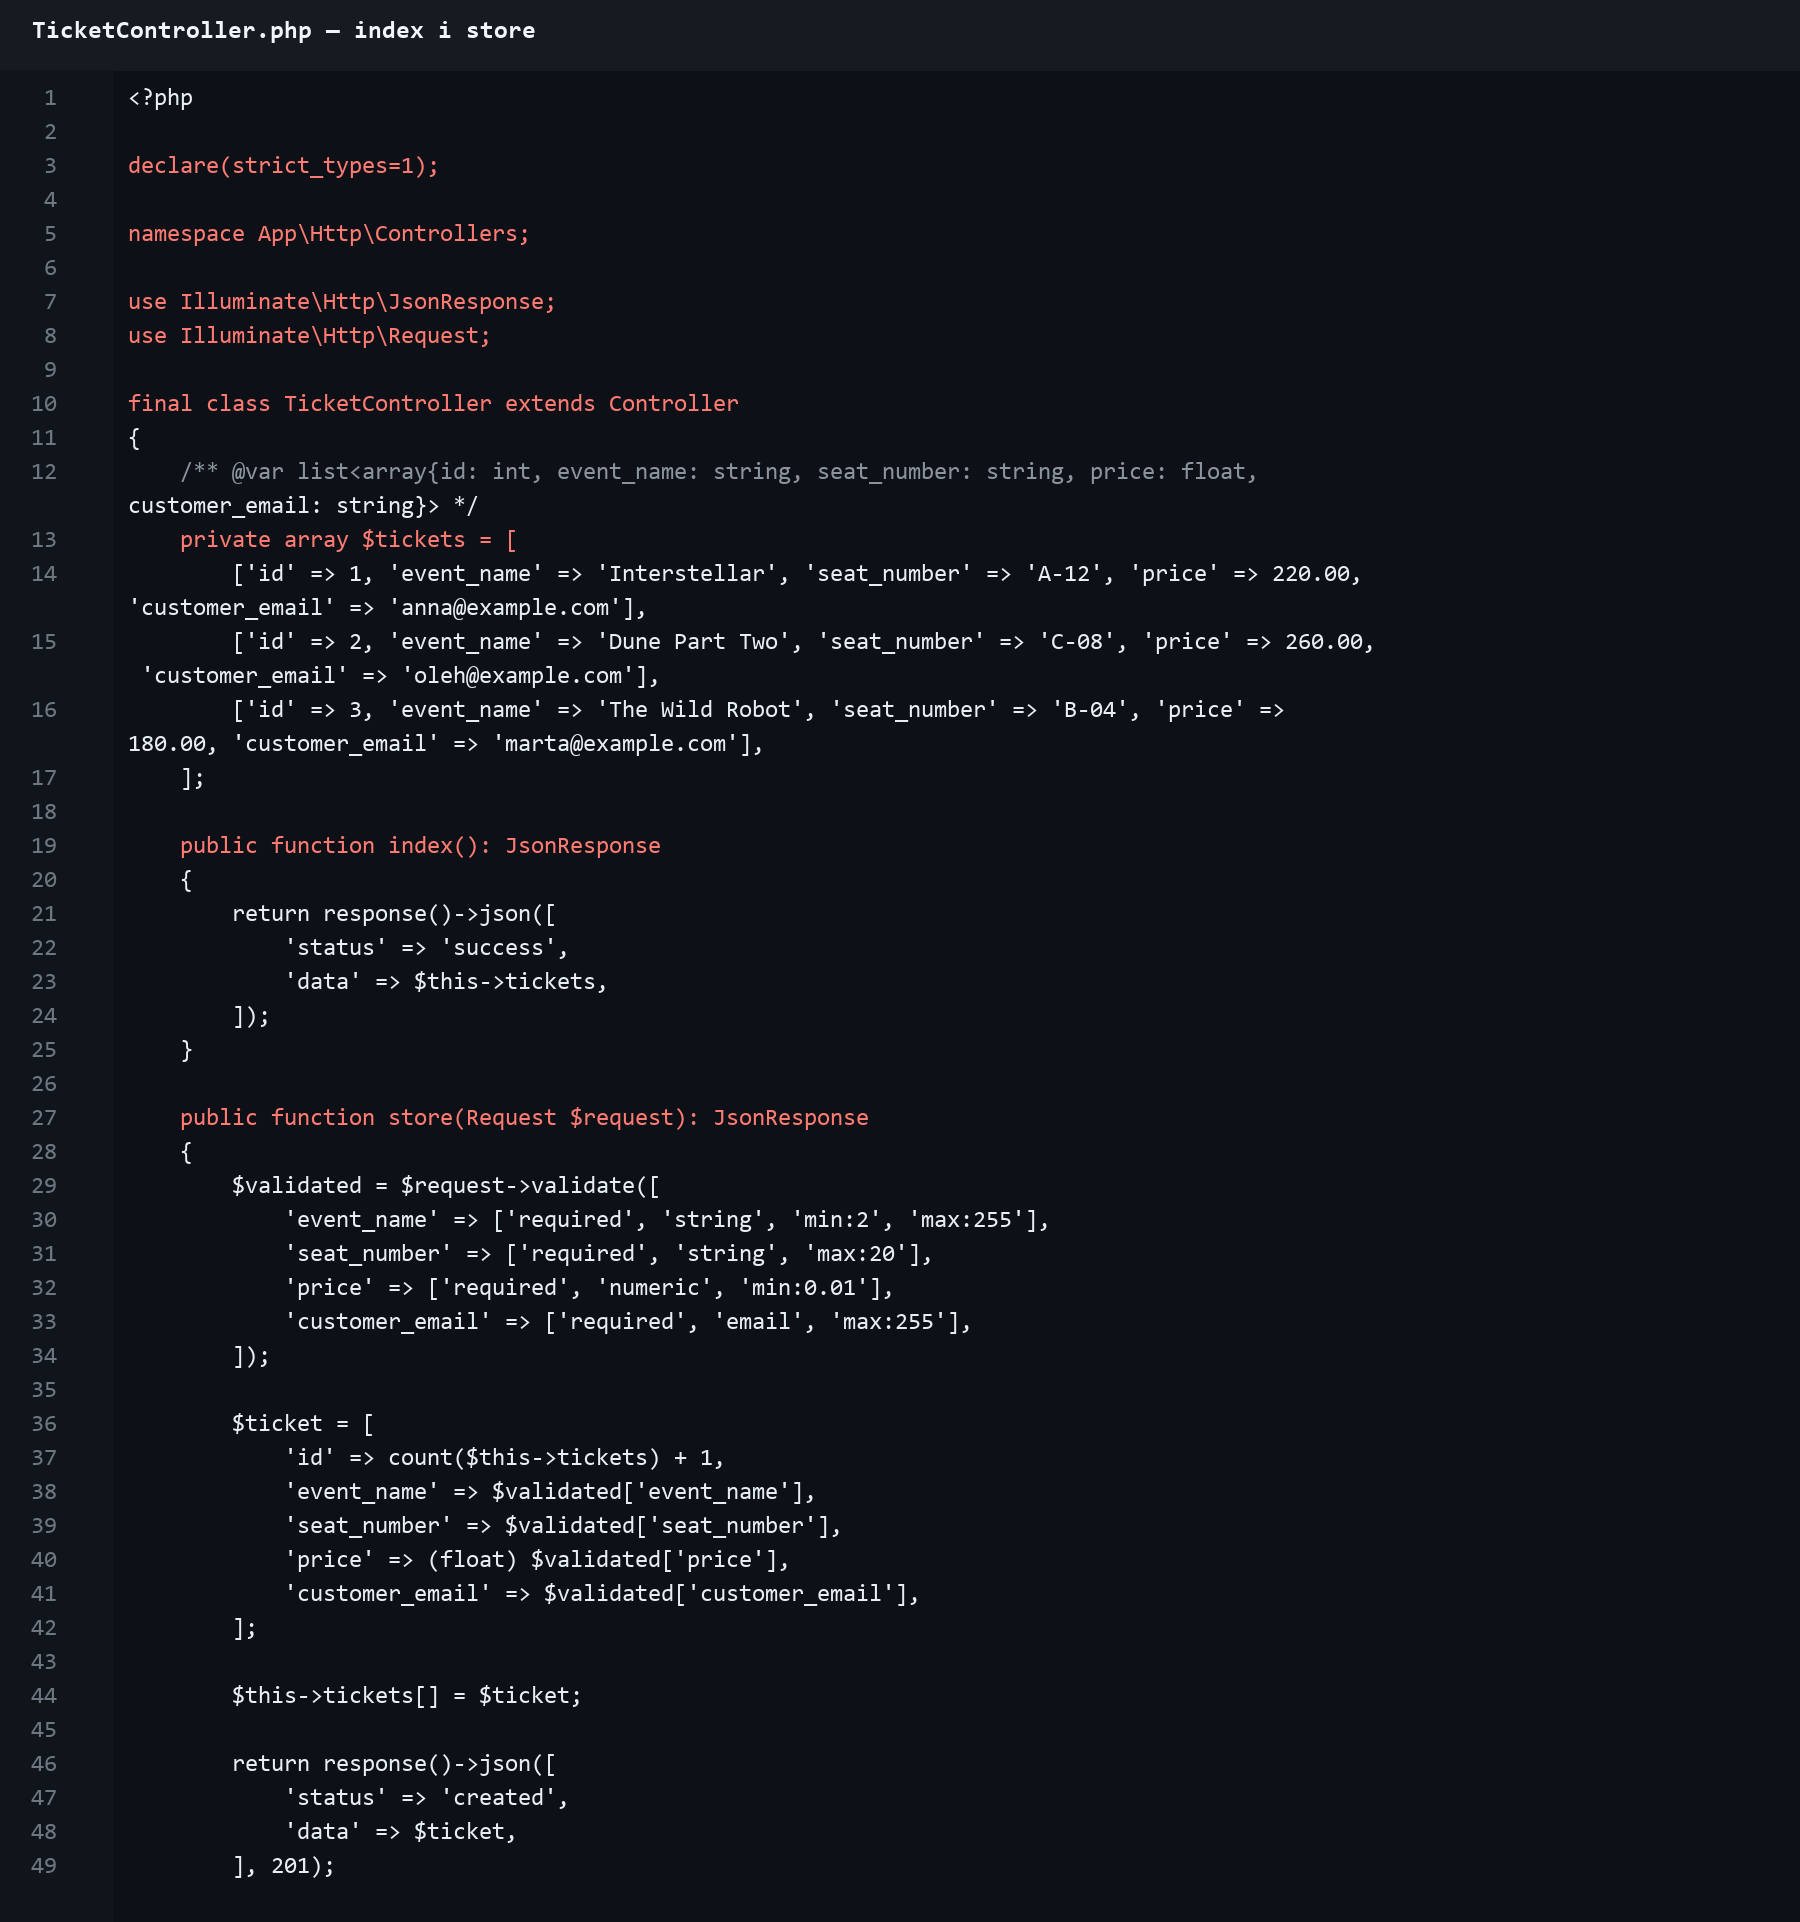 TicketController.php — index i store
1 <?php
2
3 declare(strict_types=1);
4
5 namespace App\Http\Controllers;
6
7 use Illuminate\Http\JsonResponse;
8 use Illuminate\Http\Request;
9
10 final class TicketController extends Controller
11 {
12     /** @var list<array{id: int, event_name: string, seat_number: string, price: float,
customer_email: string}> */
13     private array $tickets = [
14         ['id' => 1, 'event_name' => 'Interstellar', 'seat_number' => 'A-12', 'price' => 220.00,
'customer_email' => 'anna@example.com'],
15         ['id' => 2, 'event_name' => 'Dune Part Two', 'seat_number' => 'C-08', 'price' => 260.00,
 'customer_email' => 'oleh@example.com'],
16         ['id' => 3, 'event_name' => 'The Wild Robot', 'seat_number' => 'B-04', 'price' =>
180.00, 'customer_email' => 'marta@example.com'],
17     ];
18
19     public function index(): JsonResponse
20     {
21         return response()->json([
22             'status' => 'success',
23             'data' => $this->tickets,
24         ]);
25     }
26
27     public function store(Request $request): JsonResponse
28     {
29         $validated = $request->validate([
30             'event_name' => ['required', 'string', 'min:2', 'max:255'],
31             'seat_number' => ['required', 'string', 'max:20'],
32             'price' => ['required', 'numeric', 'min:0.01'],
33             'customer_email' => ['required', 'email', 'max:255'],
34         ]);
35
36         $ticket = [
37             'id' => count($this->tickets) + 1,
38             'event_name' => $validated['event_name'],
39             'seat_number' => $validated['seat_number'],
40             'price' => (float) $validated['price'],
41             'customer_email' => $validated['customer_email'],
42         ];
43
44         $this->tickets[] = $ticket;
45
46         return response()->json([
47             'status' => 'created',
48             'data' => $ticket,
49         ], 201);